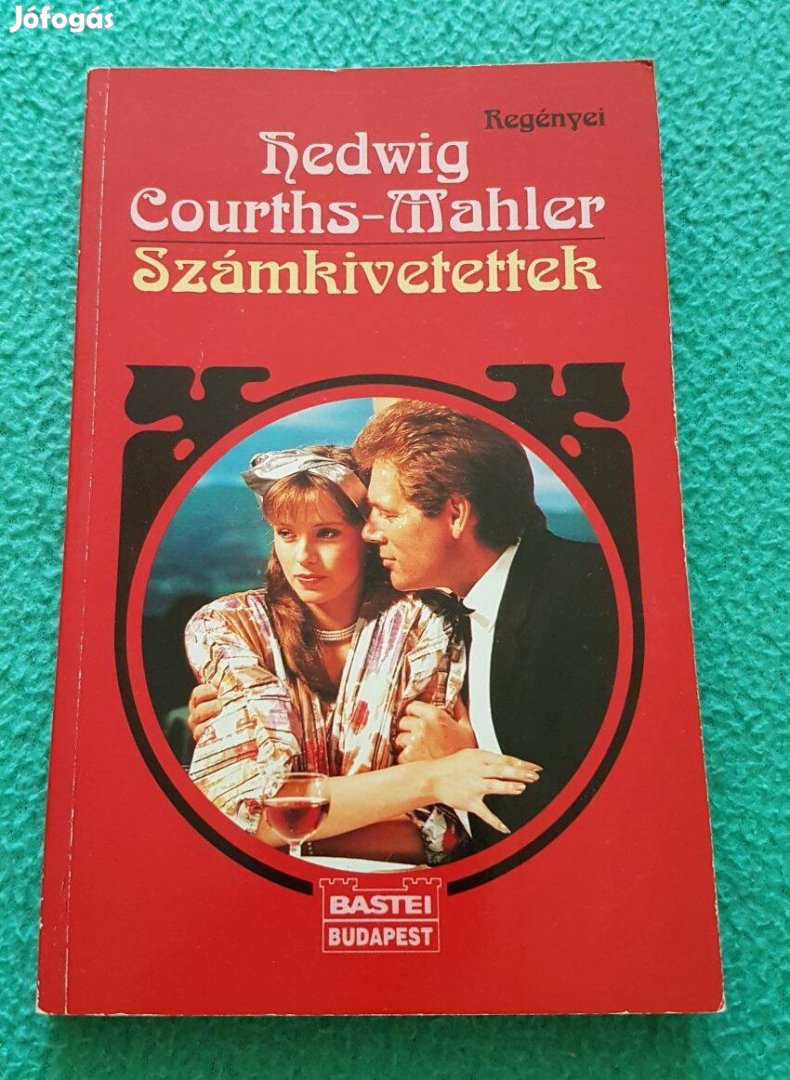 Jófogás
Regényei
Hedwig
Courths-Mahler
Számkivetettek
BASTEI
BUDAPEST